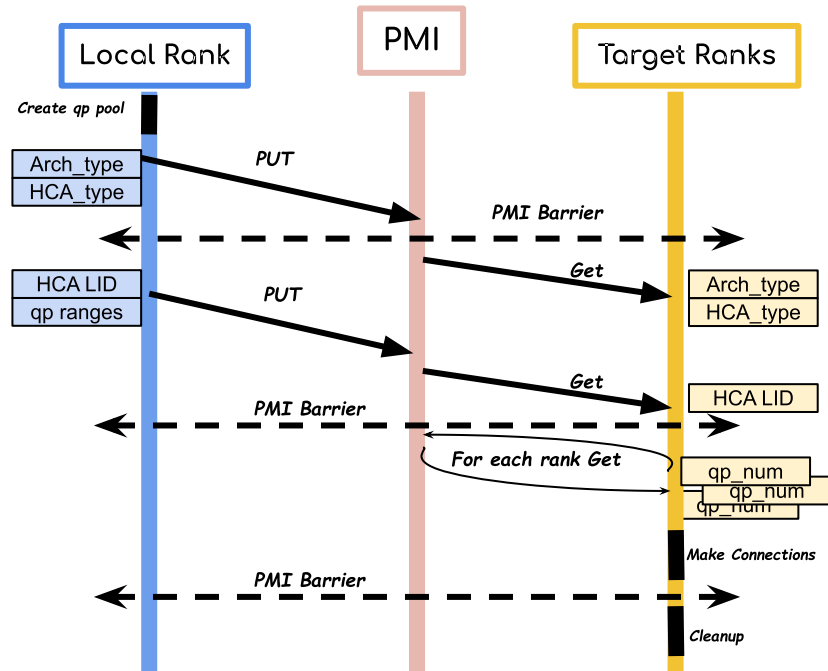 Local Rank
PMI
Target Ranks
Create qp pool
Arch_type
HCA_type
PUT
PMI Barrier
Get
Arch_type
HCA_type
HCA LID
qp ranges
PUT
Get
HCA LID
PMI Barrier
For each rank Get
qp_num
qp_num
qp_num
Make Connections
PMI Barrier
Cleanup